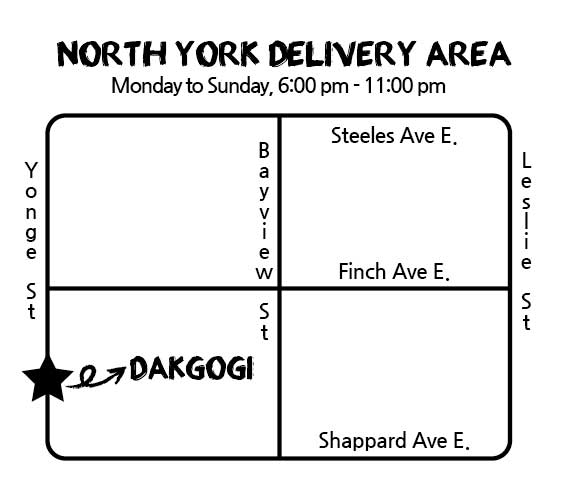 NORTH YORK DELIVERY AREA
Monday to Sunday, 6:00 pm - 11:00 pm
Steeles Ave E.
Yonge St
Bayview St
Leslie St
Finch Ave E.
DAKGOGI
Shappard Ave E.